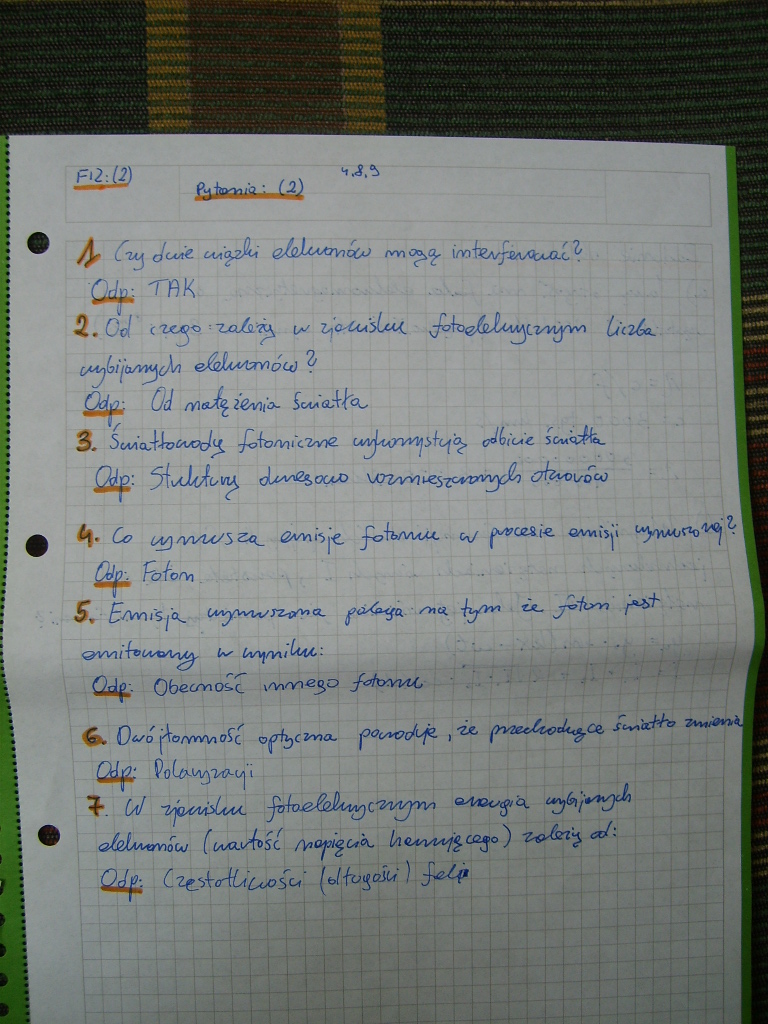 FIZ:(2)
4,8,9
Pytania: (2)
1 Czy dwie wiązki elektronów mogą interferować?
Odp: TAK
2. Od czego zależy w zjawisku fotoelektrycznym liczba
wybijanych elektronów?
Odp: Od natężenia światła
3. Światłowody fotoniczne wykorzystują odbicie światła
Odp: Struktury okresowo rozmieszczonych otworów
4. Co wymusza emisję fotonu w procesie emisji wymuszonej?
Odp: Foton
5. Emisja wymuszona polega na tym że foton jest
emitowany w wyniku:
Odp: Obecność innego fotonu
6. Dwójłomność optyczna powoduje, że przechodzące światło zmienia
Odp: Polaryzacji
7. W zjawisku fotoelektrycznym energia wybijanych
elektronów (wartość napięcia hamującego) zależy od:
Odp: Częstotliwości (długości) fali